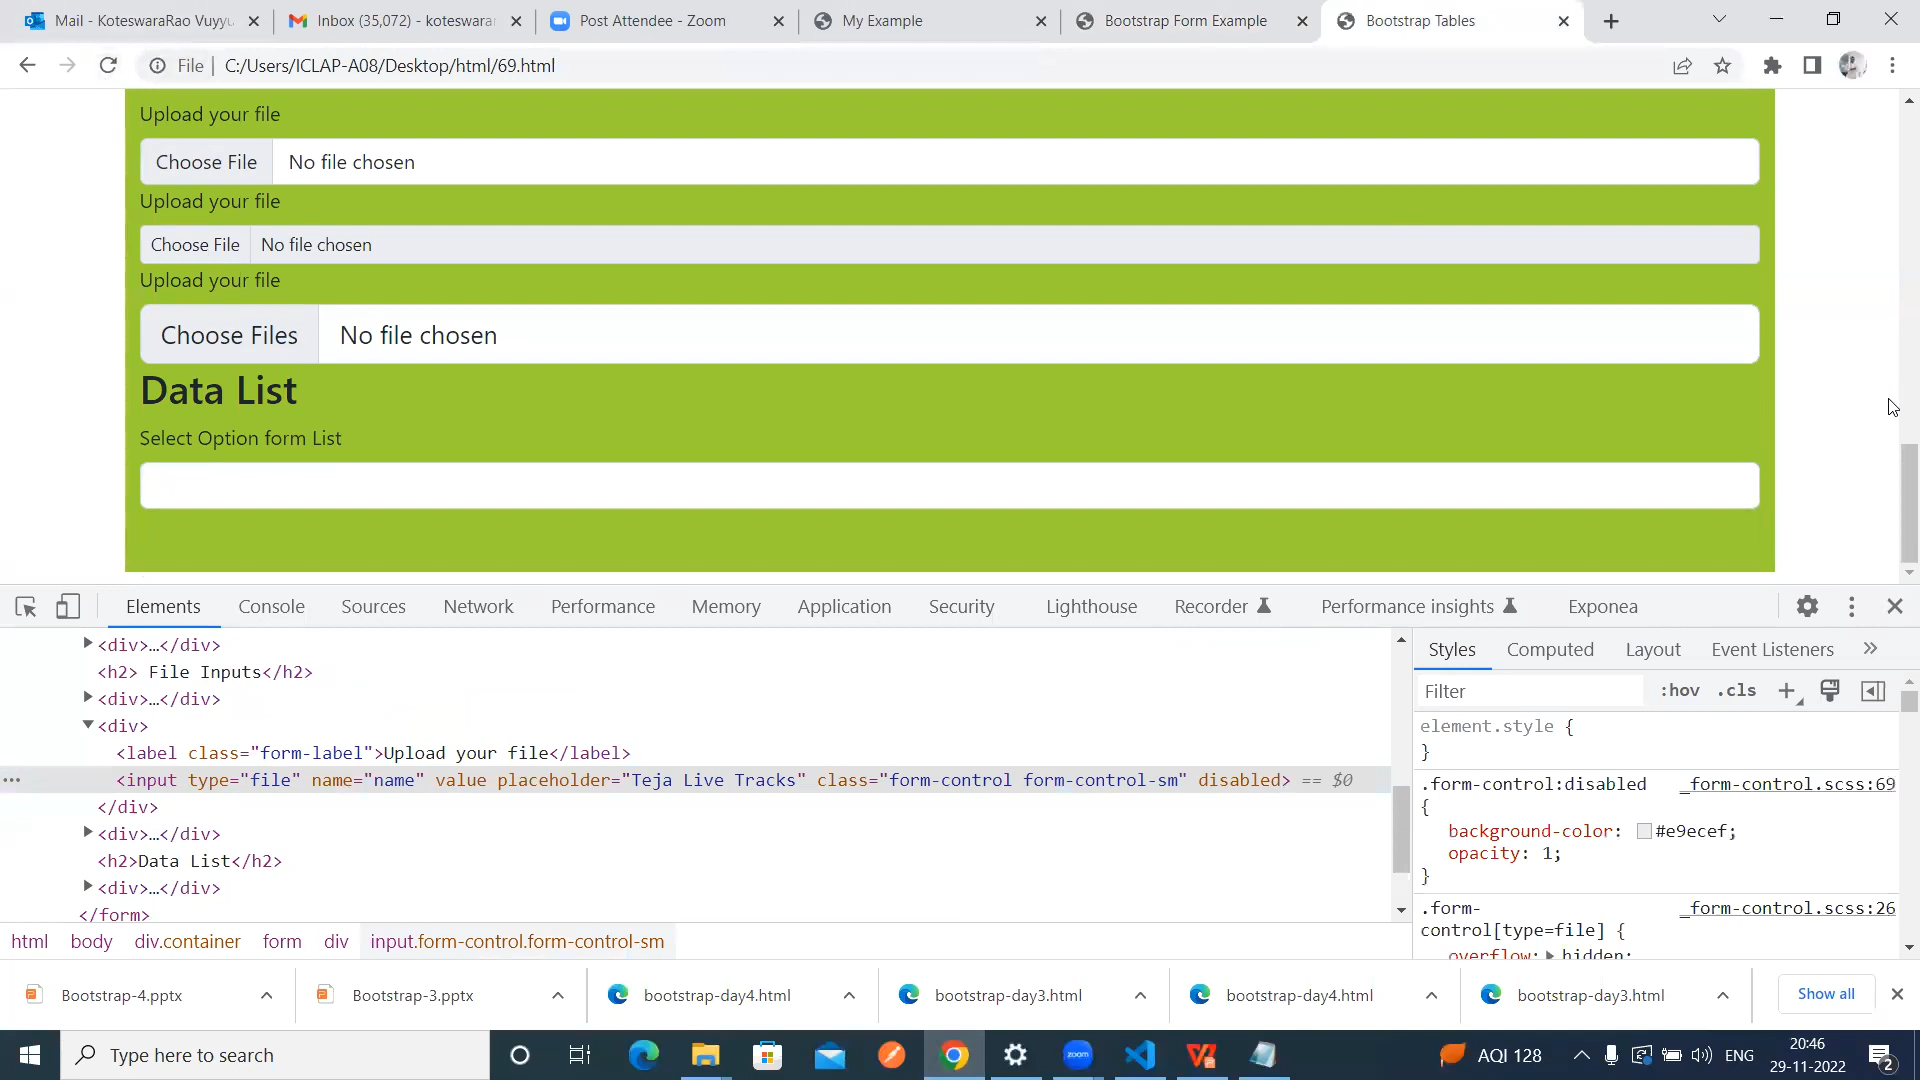 Mail - KoteswaraRao Vuyyu
Inbox (35,072) - koteswarar
Post Attendee - Zoom
My Example
Bootstrap Form Example
Bootstrap Tables
File | C:/Users/ICLAP-A08/Desktop/html/69.html
Upload your file
Choose File No file chosen
Upload your file
Choose File No file chosen
Upload your file
Choose Files No file chosen
Data List
Select Option form List
Elements Console Sources Network Performance Memory Application Security Lighthouse Recorder Performance insights Exponea
<div>…</div>
<h2> File Inputs</h2>
<div>…</div>
<div>
<label class="form-label">Upload your file</label>
<input type="file" name="name" value placeholder="Teja Live Tracks" class="form-control form-control-sm" disabled> == $0
</div>
<div>…</div>
<h2>Data List</h2>
<div>…</div>
</form>
html body div.container form div input.form-control.form-control-sm
Styles Computed Layout Event Listeners
Filter :hov .cls
element.style {
}
.form-control:disabled _form-control.scss:69
{
background-color: #e9ecef;
opacity: 1;
}
.form- _form-control.scss:26
control[type=file] {
overflow: hidden;
Bootstrap-4.pptx
Bootstrap-3.pptx
bootstrap-day4.html
bootstrap-day3.html
bootstrap-day4.html
bootstrap-day3.html
Show all
Type here to search
zoom
AQI 128
ENG
20:46
29-11-2022
2